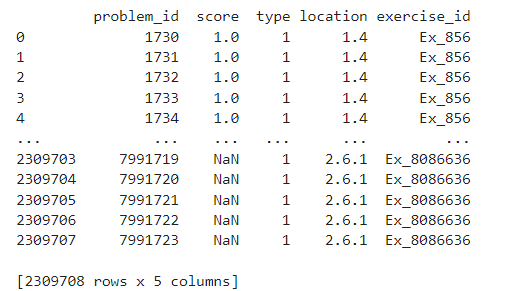 problem_id score type location exercise_id
0 1730 1.0 1 1.4 Ex_856
1 1731 1.0 1 1.4 Ex_856
2 1732 1.0 1 1.4 Ex_856
3 1733 1.0 1 1.4 Ex_856
4 1734 1.0 1 1.4 Ex_856
... ... ... ... ... ...
2309703 7991719 NaN 1 2.6.1 Ex_8086636
2309704 7991720 NaN 1 2.6.1 Ex_8086636
2309705 7991721 NaN 1 2.6.1 Ex_8086636
2309706 7991722 NaN 1 2.6.1 Ex_8086636
2309707 7991723 NaN 1 2.6.1 Ex_8086636
[2309708 rows x 5 columns]